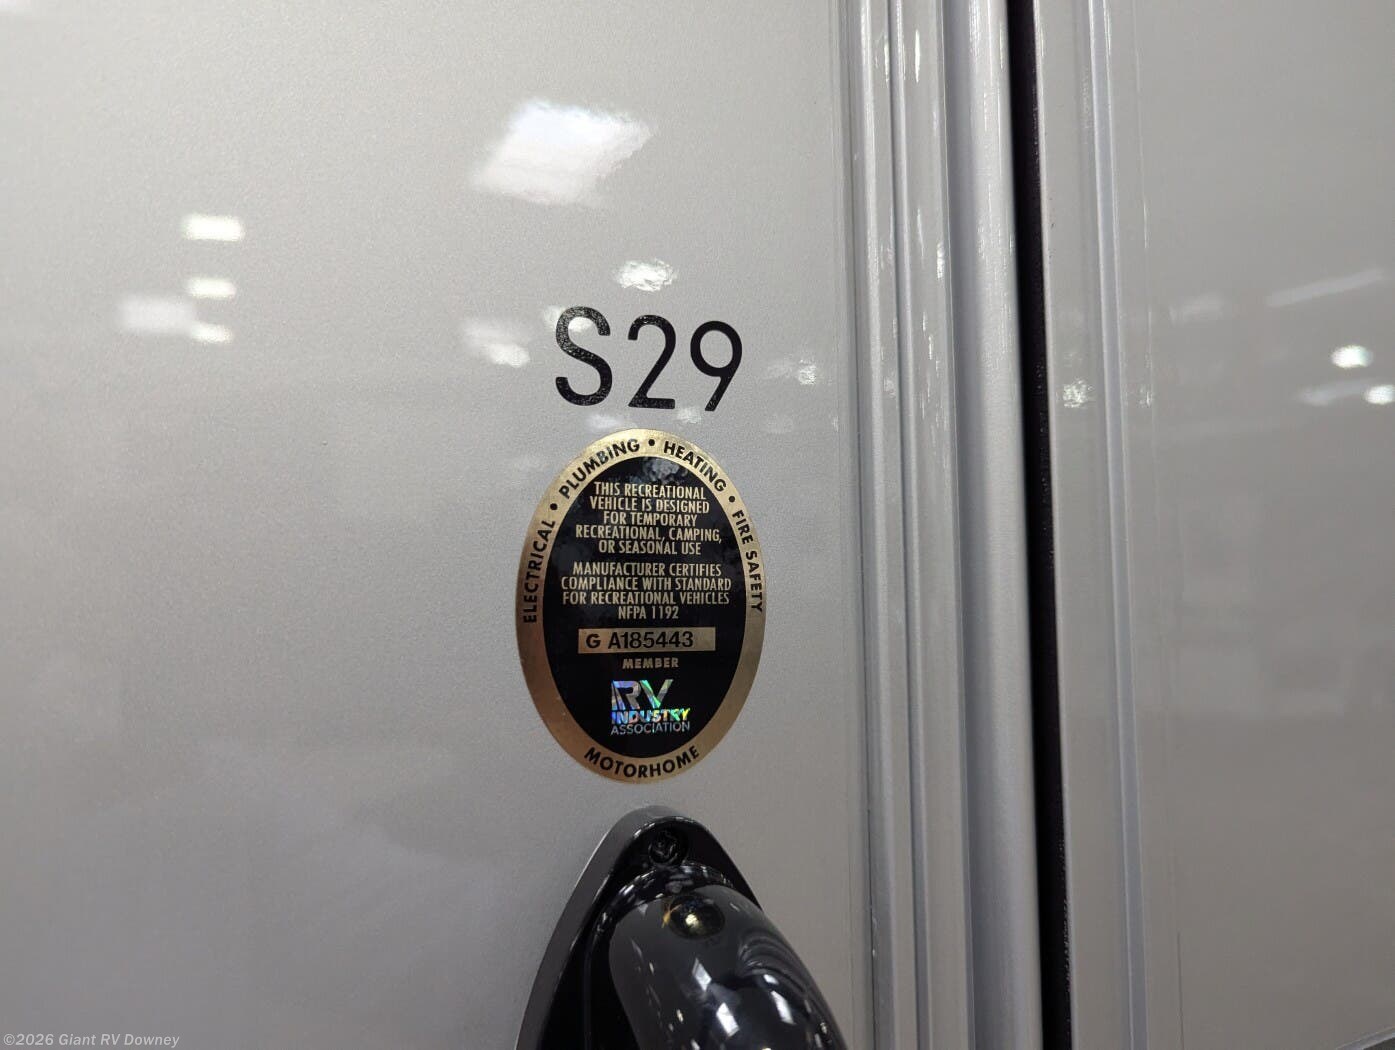 S29
ELECTRICAL • PLUMBING • HEATING • FIRE SAFETY
THIS RECREATIONAL
VEHICLE IS DESIGNED
FOR TEMPORARY
RECREATIONAL, CAMPING,
OR SEASONAL USE
MANUFACTURER CERTIFIES
COMPLIANCE WITH STANDARD
FOR RECREATIONAL VEHICLES
NFPA 1192
G A185443
MEMBER
RV
INDUSTRY
ASSOCIATION
MOTORHOME
©2026 Giant RV Downey